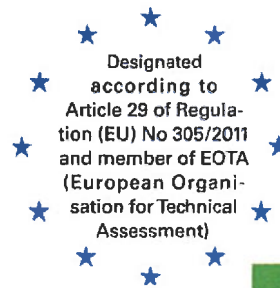 Designated
according to
Article 29 of Regula-
tion (EU) No 305/2011
and member of EOTA
(European Organi-
sation for Technical
Assessment)